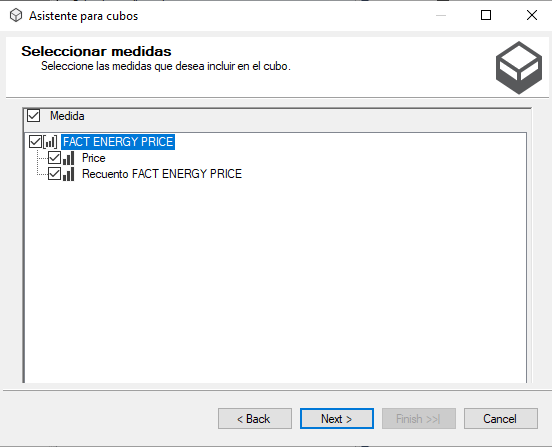 Asistente para cubos
Seleccionar medidas
Seleccione las medidas que desea incluir en el cubo.
Medida
FACT ENERGY PRICE
Price
Recuento FACT ENERGY PRICE
< Back
Next >
Finish >>|
Cancel